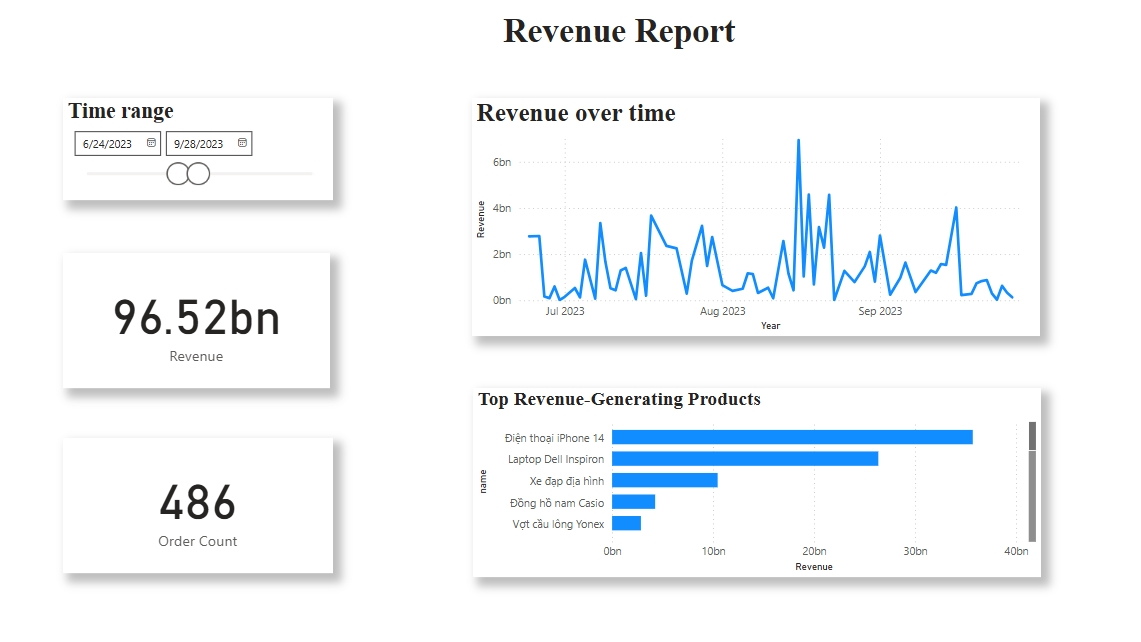 Revenue Report
Time range
6/24/2023
9/28/2023
96.52bn
Revenue
486
Order Count
Revenue over time
6bn
4bn
2bn
0bn
Revenue
Jul 2023
Aug 2023
Sep 2023
Year
Top Revenue-Generating Products
name
Điện thoại iPhone 14
Laptop Dell Inspiron
Xe đạp địa hình
Đồng hồ nam Casio
Vợt cầu lông Yonex
0bn
10bn
20bn
30bn
40bn
Revenue